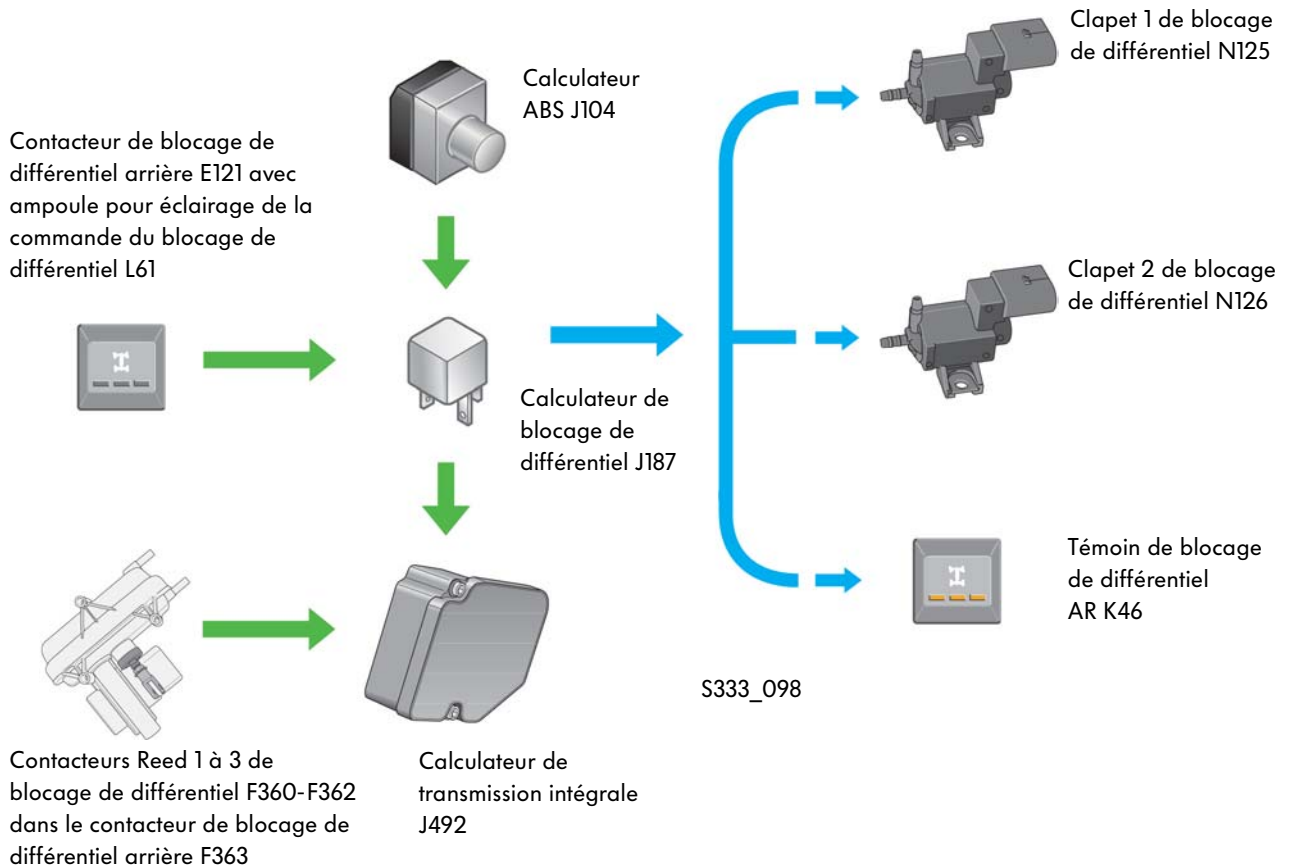 Clapet 1 de blocage
de différentiel N125
Calculateur
ABS J104
Contacteur de blocage de
différentiel arrière E121 avec
ampoule pour éclairage de la
commande du blocage de
différentiel L61
Clapet 2 de blocage
de différentiel N126
Calculateur de
blocage de
différentiel J187
Témoin de blocage
de différentiel
AR K46
S333_098
Contacteurs Reed 1 à 3 de
blocage de différentiel F360-F362
dans le contacteur de blocage de
différentiel arrière F363
Calculateur de
transmission intégrale
J492